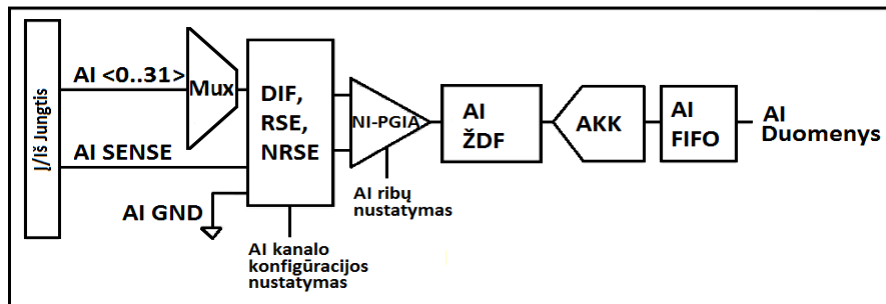 Į/Iš Jungtis
AI <0..31>
Mux
AI SENSE
AI GND
DIF,
RSE,
NRSE
AI kanalo
konfigūracijos
nustatymas
NI-PGIA
AI ribų
nustatymas
AI
ŽDF
AKK
AI
FIFO
AI
Duomenys